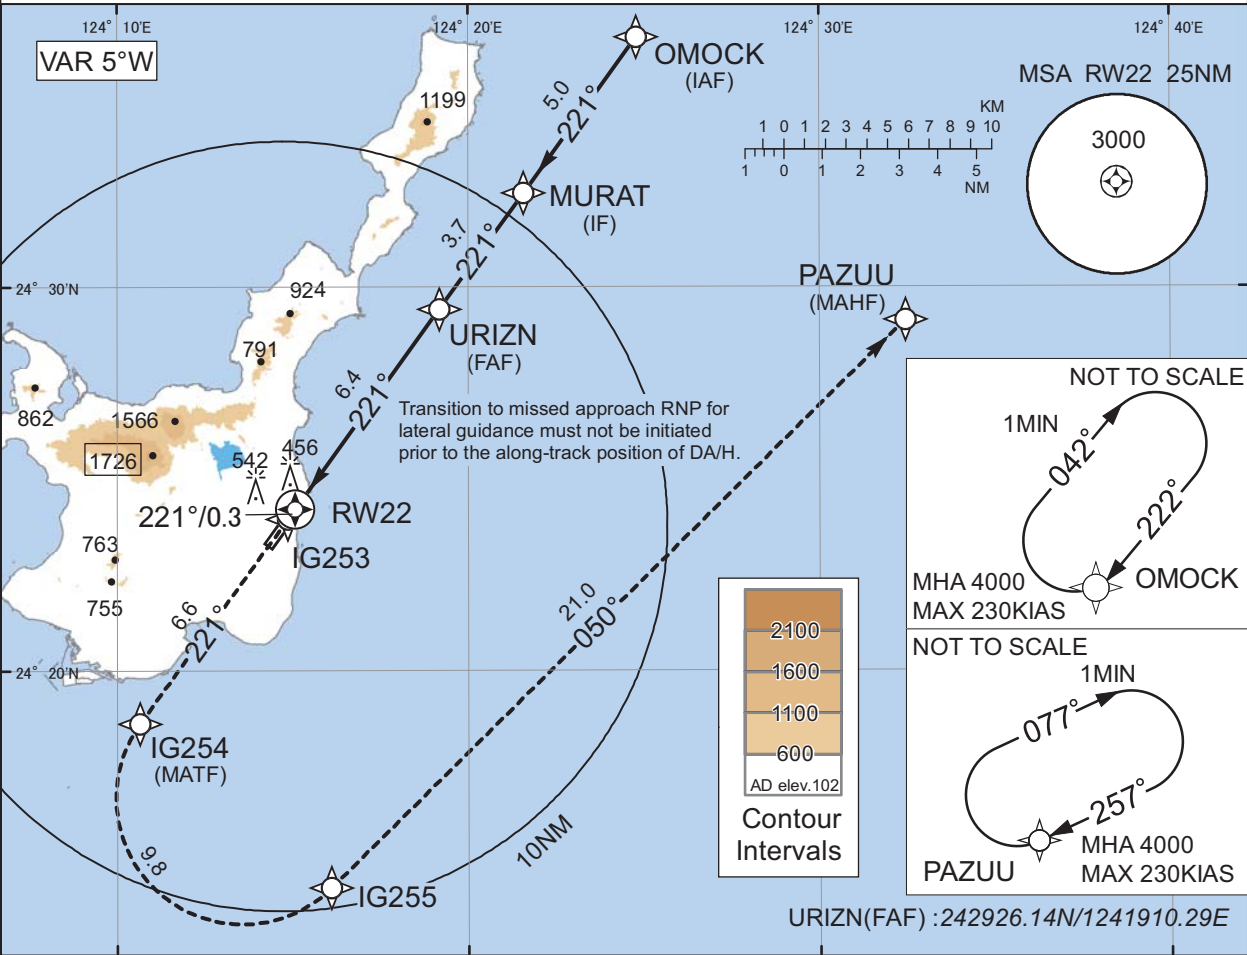 124° 10'E
124° 20'E
124° 30'E
124° 40'E
VAR 5°W
OMOCK
(IAF)
MSA RW22 25NM
3000
KM
1 0 1 2 3 4 5 6 7 8 9 10
1 0 1 2 3 4 5
NM
5.0
221°
1199
MURAT
(IF)
3.7
221°
PAZUU
(MAHF)
24° 30'N
924
URIZN
(FAF)
791
6.4
221°
862
1566
1726
542
456
Transition to missed approach RNP for
lateral guidance must not be initiated
prior to the along-track position of DA/H.
221°/0.3
RW22
IG253
763
755
6.6
221°
21.0
050°
24° 20'N
IG254
(MATF)
9.8
IG255
10NM
2100
1600
1100
600
AD elev.102
Contour
Intervals
NOT TO SCALE
1MIN
042°
222°
MHA 4000
MAX 230KIAS
OMOCK
NOT TO SCALE
1MIN
077°
257°
PAZUU
MHA 4000
MAX 230KIAS
URIZN(FAF) :242926.14N/1241910.29E